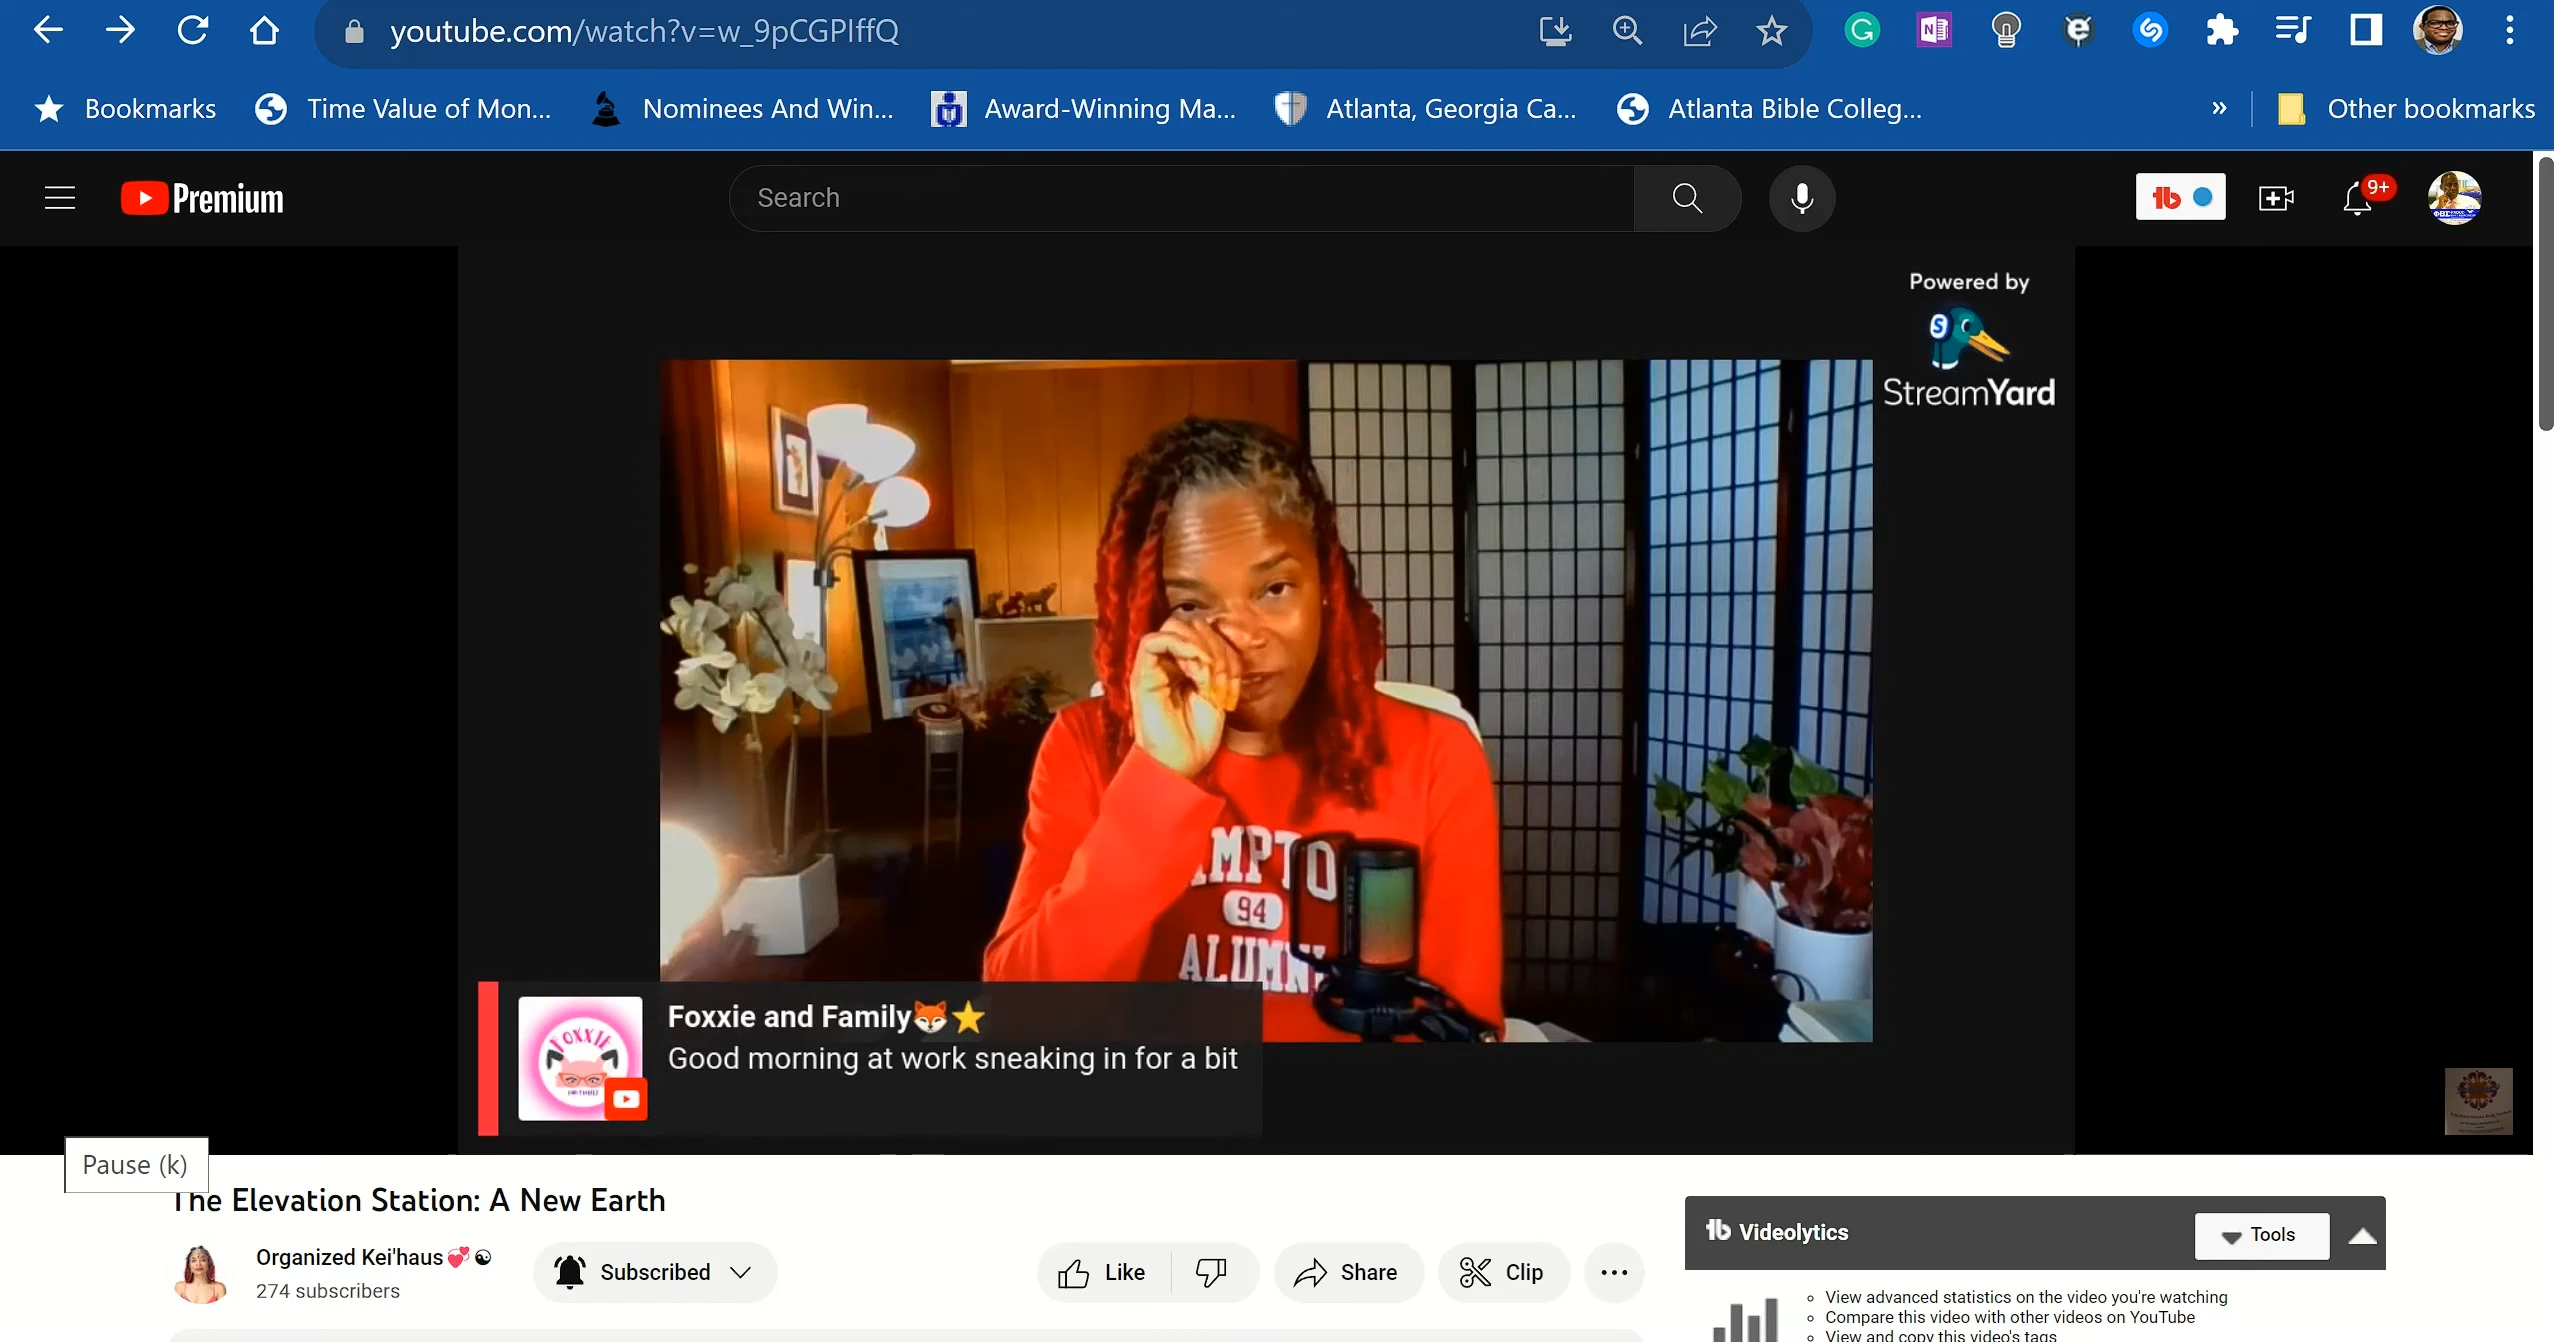 youtube.com/watch?v=w_9pCGPIffQ
Bookmarks
Time Value of Mon...
Nominees And Win...
Award-Winning Ma...
Atlanta, Georgia Ca...
Atlanta Bible Colleg...
»
Other bookmarks
Premium
Search
9+
Powered by
StreamYard
MPTO
94
ALUMN
FOXXIE
Foxxie and Family🦊⭐
Good morning at work sneaking in for a bit
Pause (k)
The Elevation Station: A New Earth
Organized Kei'haus💞☯
274 subscribers
Subscribed
Like
Share
Clip
Videolytics
Tools
View advanced statistics on the video you're watching
Compare this video with other videos on YouTube
View and copy this video's tags